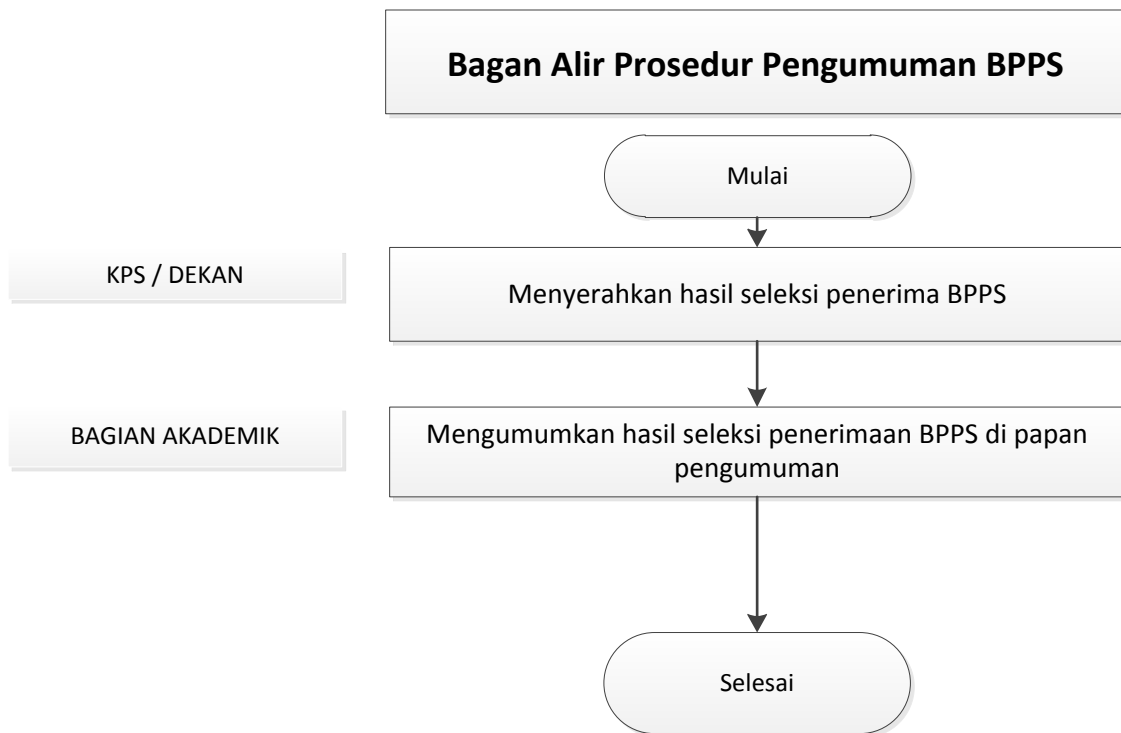 Bagan Alir Prosedur Pengumuman BPPS
Mulai
KPS / DEKAN
Menyerahkan hasil seleksi penerima BPPS
BAGIAN AKADEMIK
Mengumumkan hasil seleksi penerimaan BPPS di papan
pengumuman
Selesai